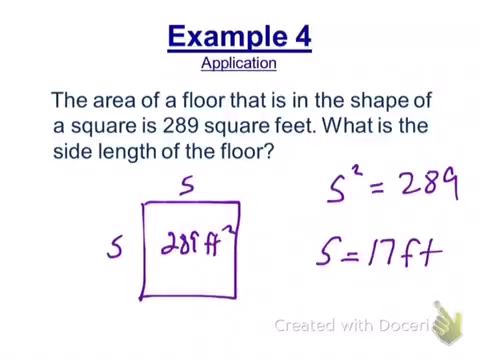 Example 4
Application
The area of a floor that is in the shape of
a square is 289 square feet. What is the
side length of the floor?
S
S² = 289
S
289 ft²
S = 17 ft
Created with Doceri